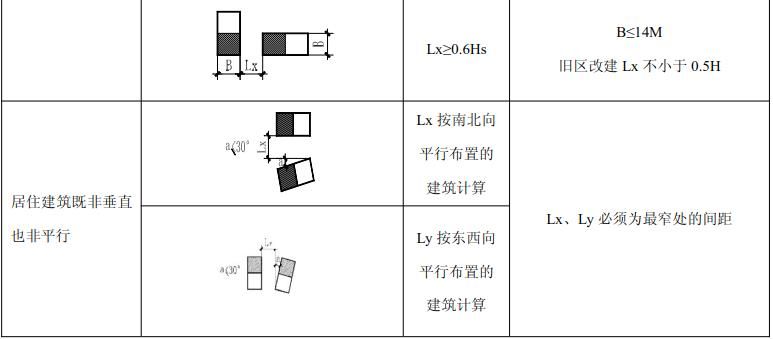 B
Lx
B
Lx≥0.6Hs
B≤14M
旧区改建 Lx 不小于 0.5H
居住建筑既非垂直
也非平行
a≤30°
Lx
a
Lx 按南北向
平行布置的
建筑计算
Lx、Ly 必须为最窄处的间距
a≤30°
Ly 按东西向
平行布置的
建筑计算